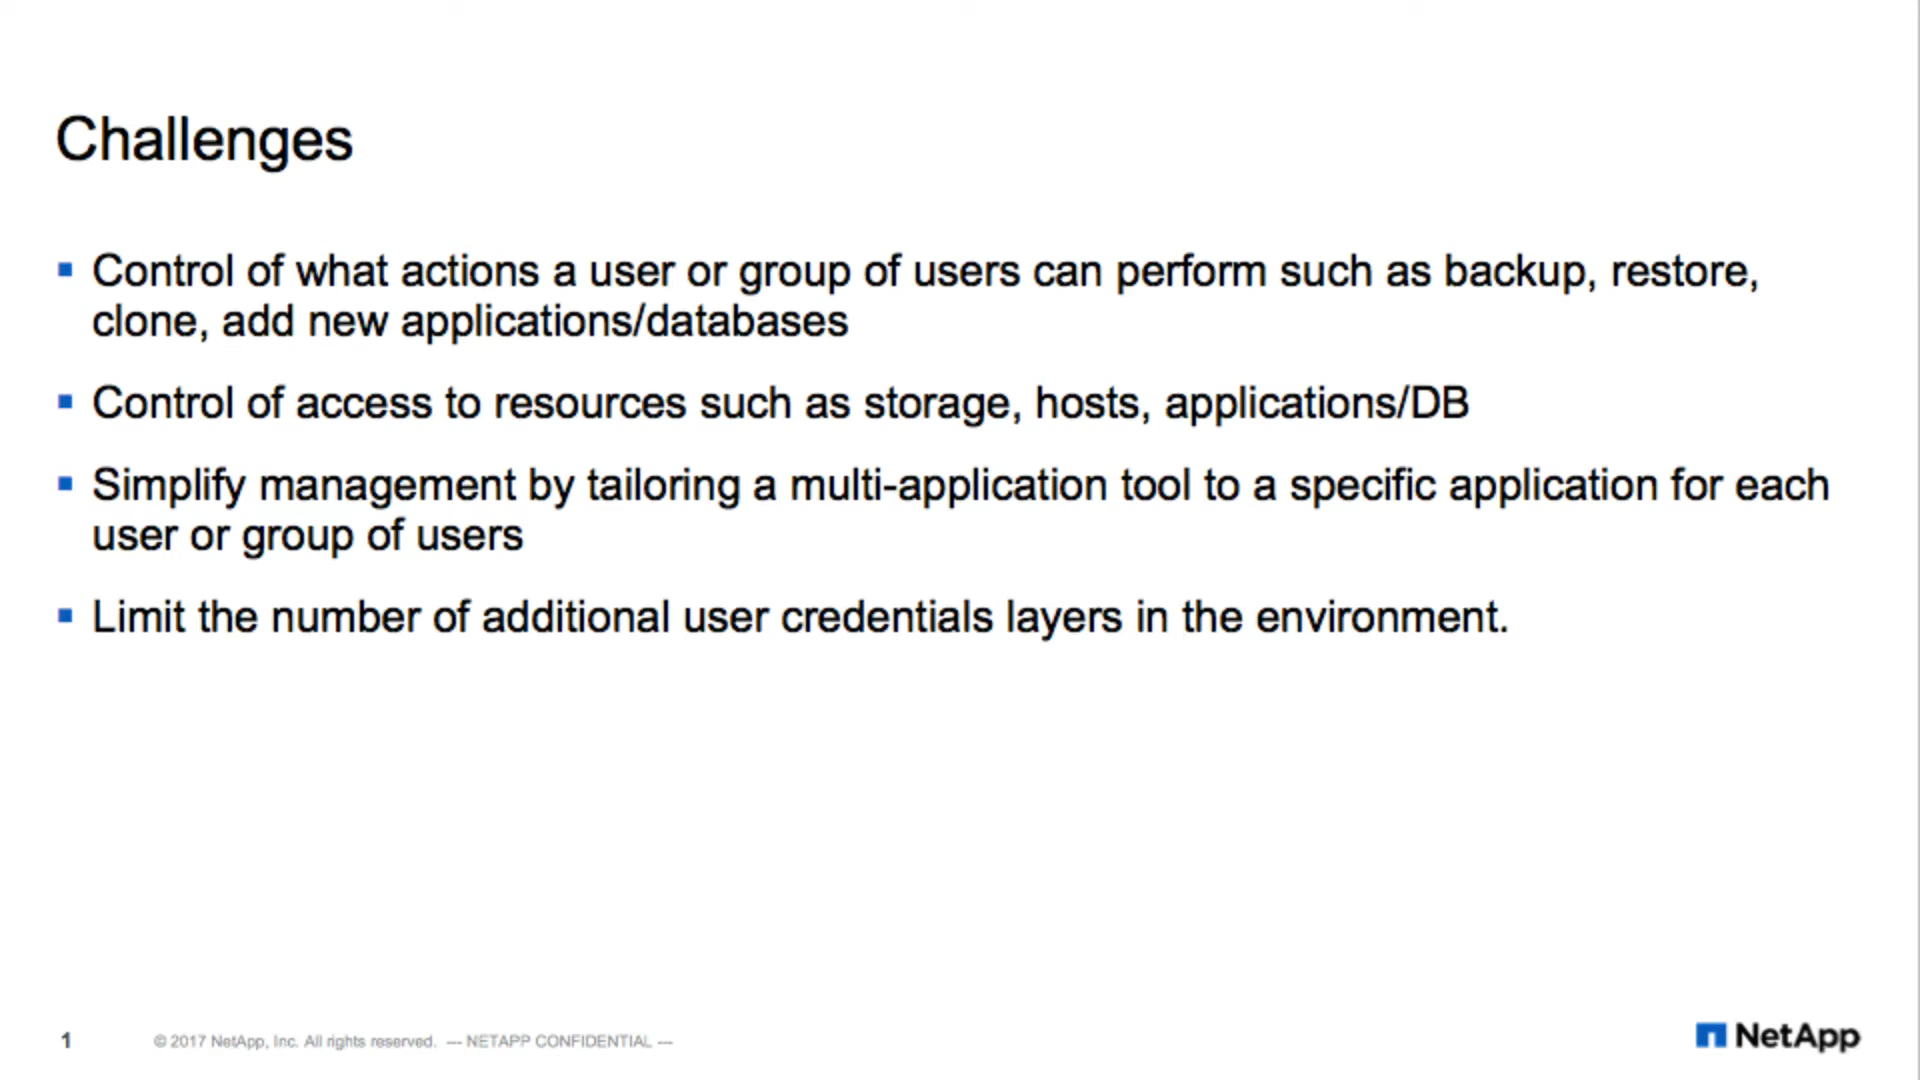 Challenges
Control of what actions a user or group of users can perform such as backup, restore,
clone, add new applications/databases
Control of access to resources such as storage, hosts, applications/DB
Simplify management by tailoring a multi-application tool to a specific application for each
user or group of users
Limit the number of additional user credentials layers in the environment.
1 © 2017 NetApp, Inc. All rights reserved. --- NETAPP CONFIDENTIAL ---
NetApp